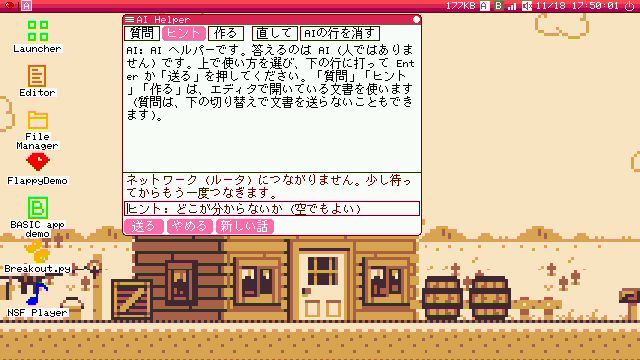 177KB A B 11/18 17:50:01
AI Helper
質問 ヒント 作る 直して AIの行を消す
AI: AI ヘルパーです。答えるのは AI (人ではありま
せん) です。上で使い方を選び、下の行に打って Ent
er か「送る」を押してください。「質問」「ヒント
」「作る」は、エディタで開いている文書を使います
(質問は、下の切り替えで文書を送らないこともでき
ます)。
ネットワーク (ルータ) につながりません。少し待っ
てからもう一度つなぎます。
ヒント: どこが分からないか (空でもよい)
送る やめる 新しい話
Launcher
Editor
File
Manager
FlappyDemo
BASIC app
demo
Breakout.py
NSF Player